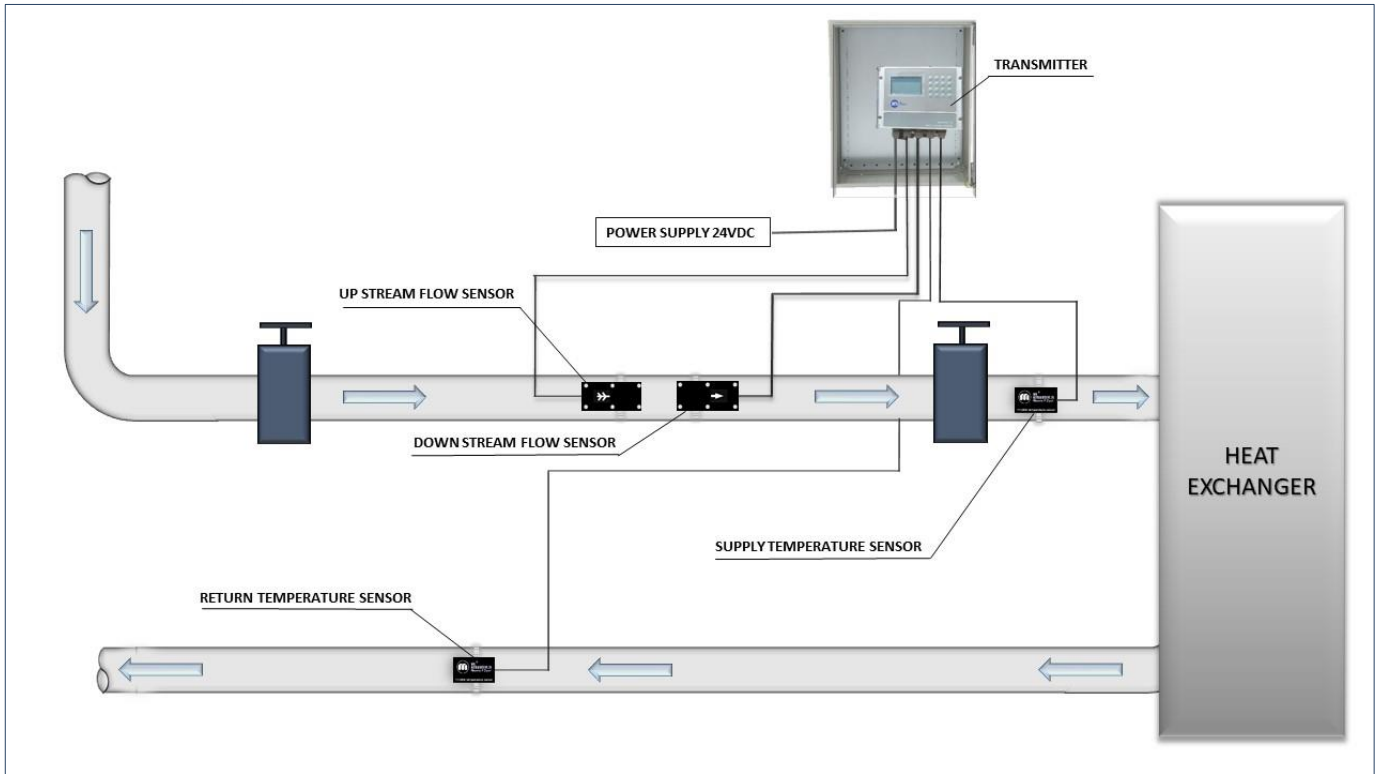 TRANSMITTER
POWER SUPPLY 24VDC
UP STREAM FLOW SENSOR
DOWN STREAM FLOW SENSOR
HEAT
EXCHANGER
SUPPLY TEMPERATURE SENSOR
RETURN TEMPERATURE SENSOR